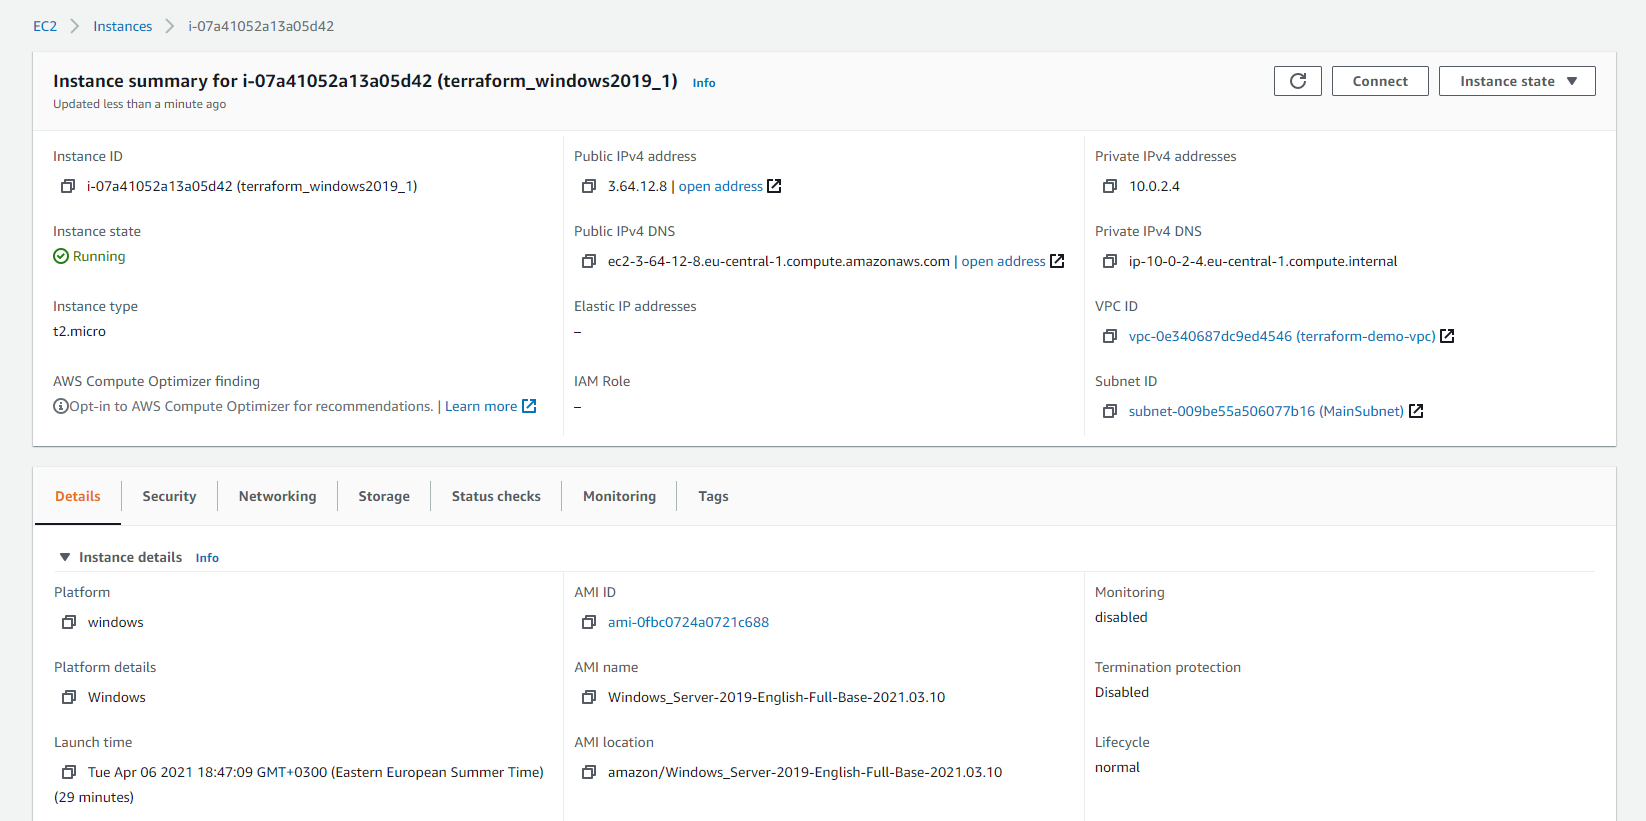 EC2 > Instances > i-07a41052a13a05d42
Instance summary for i-07a41052a13a05d42 (terraform_windows2019_1) Info
Updated less than a minute ago
Connect
Instance state
Instance ID
i-07a41052a13a05d42 (terraform_windows2019_1)
Public IPv4 address
3.64.12.8 | open address
Private IPv4 addresses
10.0.2.4
Instance state
Running
Public IPv4 DNS
ec2-3-64-12-8.eu-central-1.compute.amazonaws.com | open address
Private IPv4 DNS
ip-10-0-2-4.eu-central-1.compute.internal
Instance type
t2.micro
Elastic IP addresses
–
VPC ID
vpc-0e340687dc9ed4546 (terraform-demo-vpc)
AWS Compute Optimizer finding
Opt-in to AWS Compute Optimizer for recommendations. | Learn more
IAM Role
–
Subnet ID
subnet-009be55a506077b16 (MainSubnet)
Details
Security
Networking
Storage
Status checks
Monitoring
Tags
Instance details Info
Platform
windows
AMI ID
ami-0fbc0724a0721c688
Monitoring
disabled
Platform details
Windows
AMI name
Windows_Server-2019-English-Full-Base-2021.03.10
Termination protection
Disabled
Launch time
Tue Apr 06 2021 18:47:09 GMT+0300 (Eastern European Summer Time)
(29 minutes)
AMI location
amazon/Windows_Server-2019-English-Full-Base-2021.03.10
Lifecycle
normal